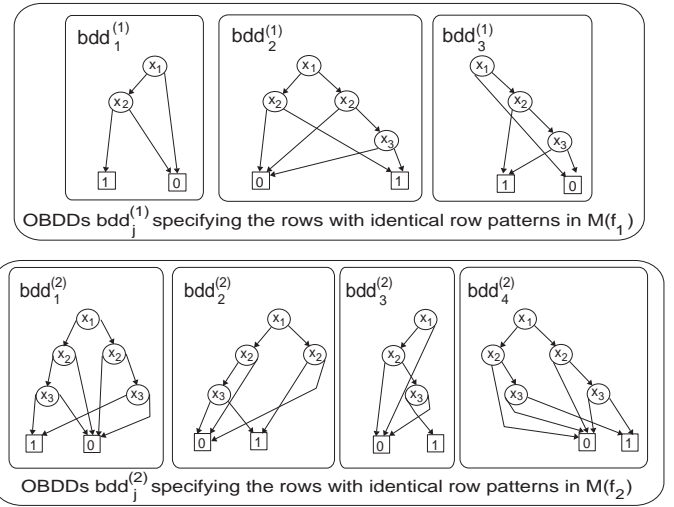 bdd₁⁽¹⁾ bdd₂⁽¹⁾ bdd₃⁽¹⁾
x₁ x₁ x₁
x₂ x₂ x₂ x₂
x₃ x₃
1 0 0 1 1 0
OBDDs bddⱼ⁽¹⁾ specifying the rows with identical row patterns in M(f₁)
bdd₁⁽²⁾ bdd₂⁽²⁾ bdd₃⁽²⁾ bdd₄⁽²⁾
x₁ x₁ x₁ x₁
x₂ x₂ x₂ x₂ x₂ x₂ x₂
x₃ x₃ x₃ x₃ x₃ x₃
1 0 0 1 0 1 0 1
OBDDs bddⱼ⁽²⁾ specifying the rows with identical row patterns in M(f₂)